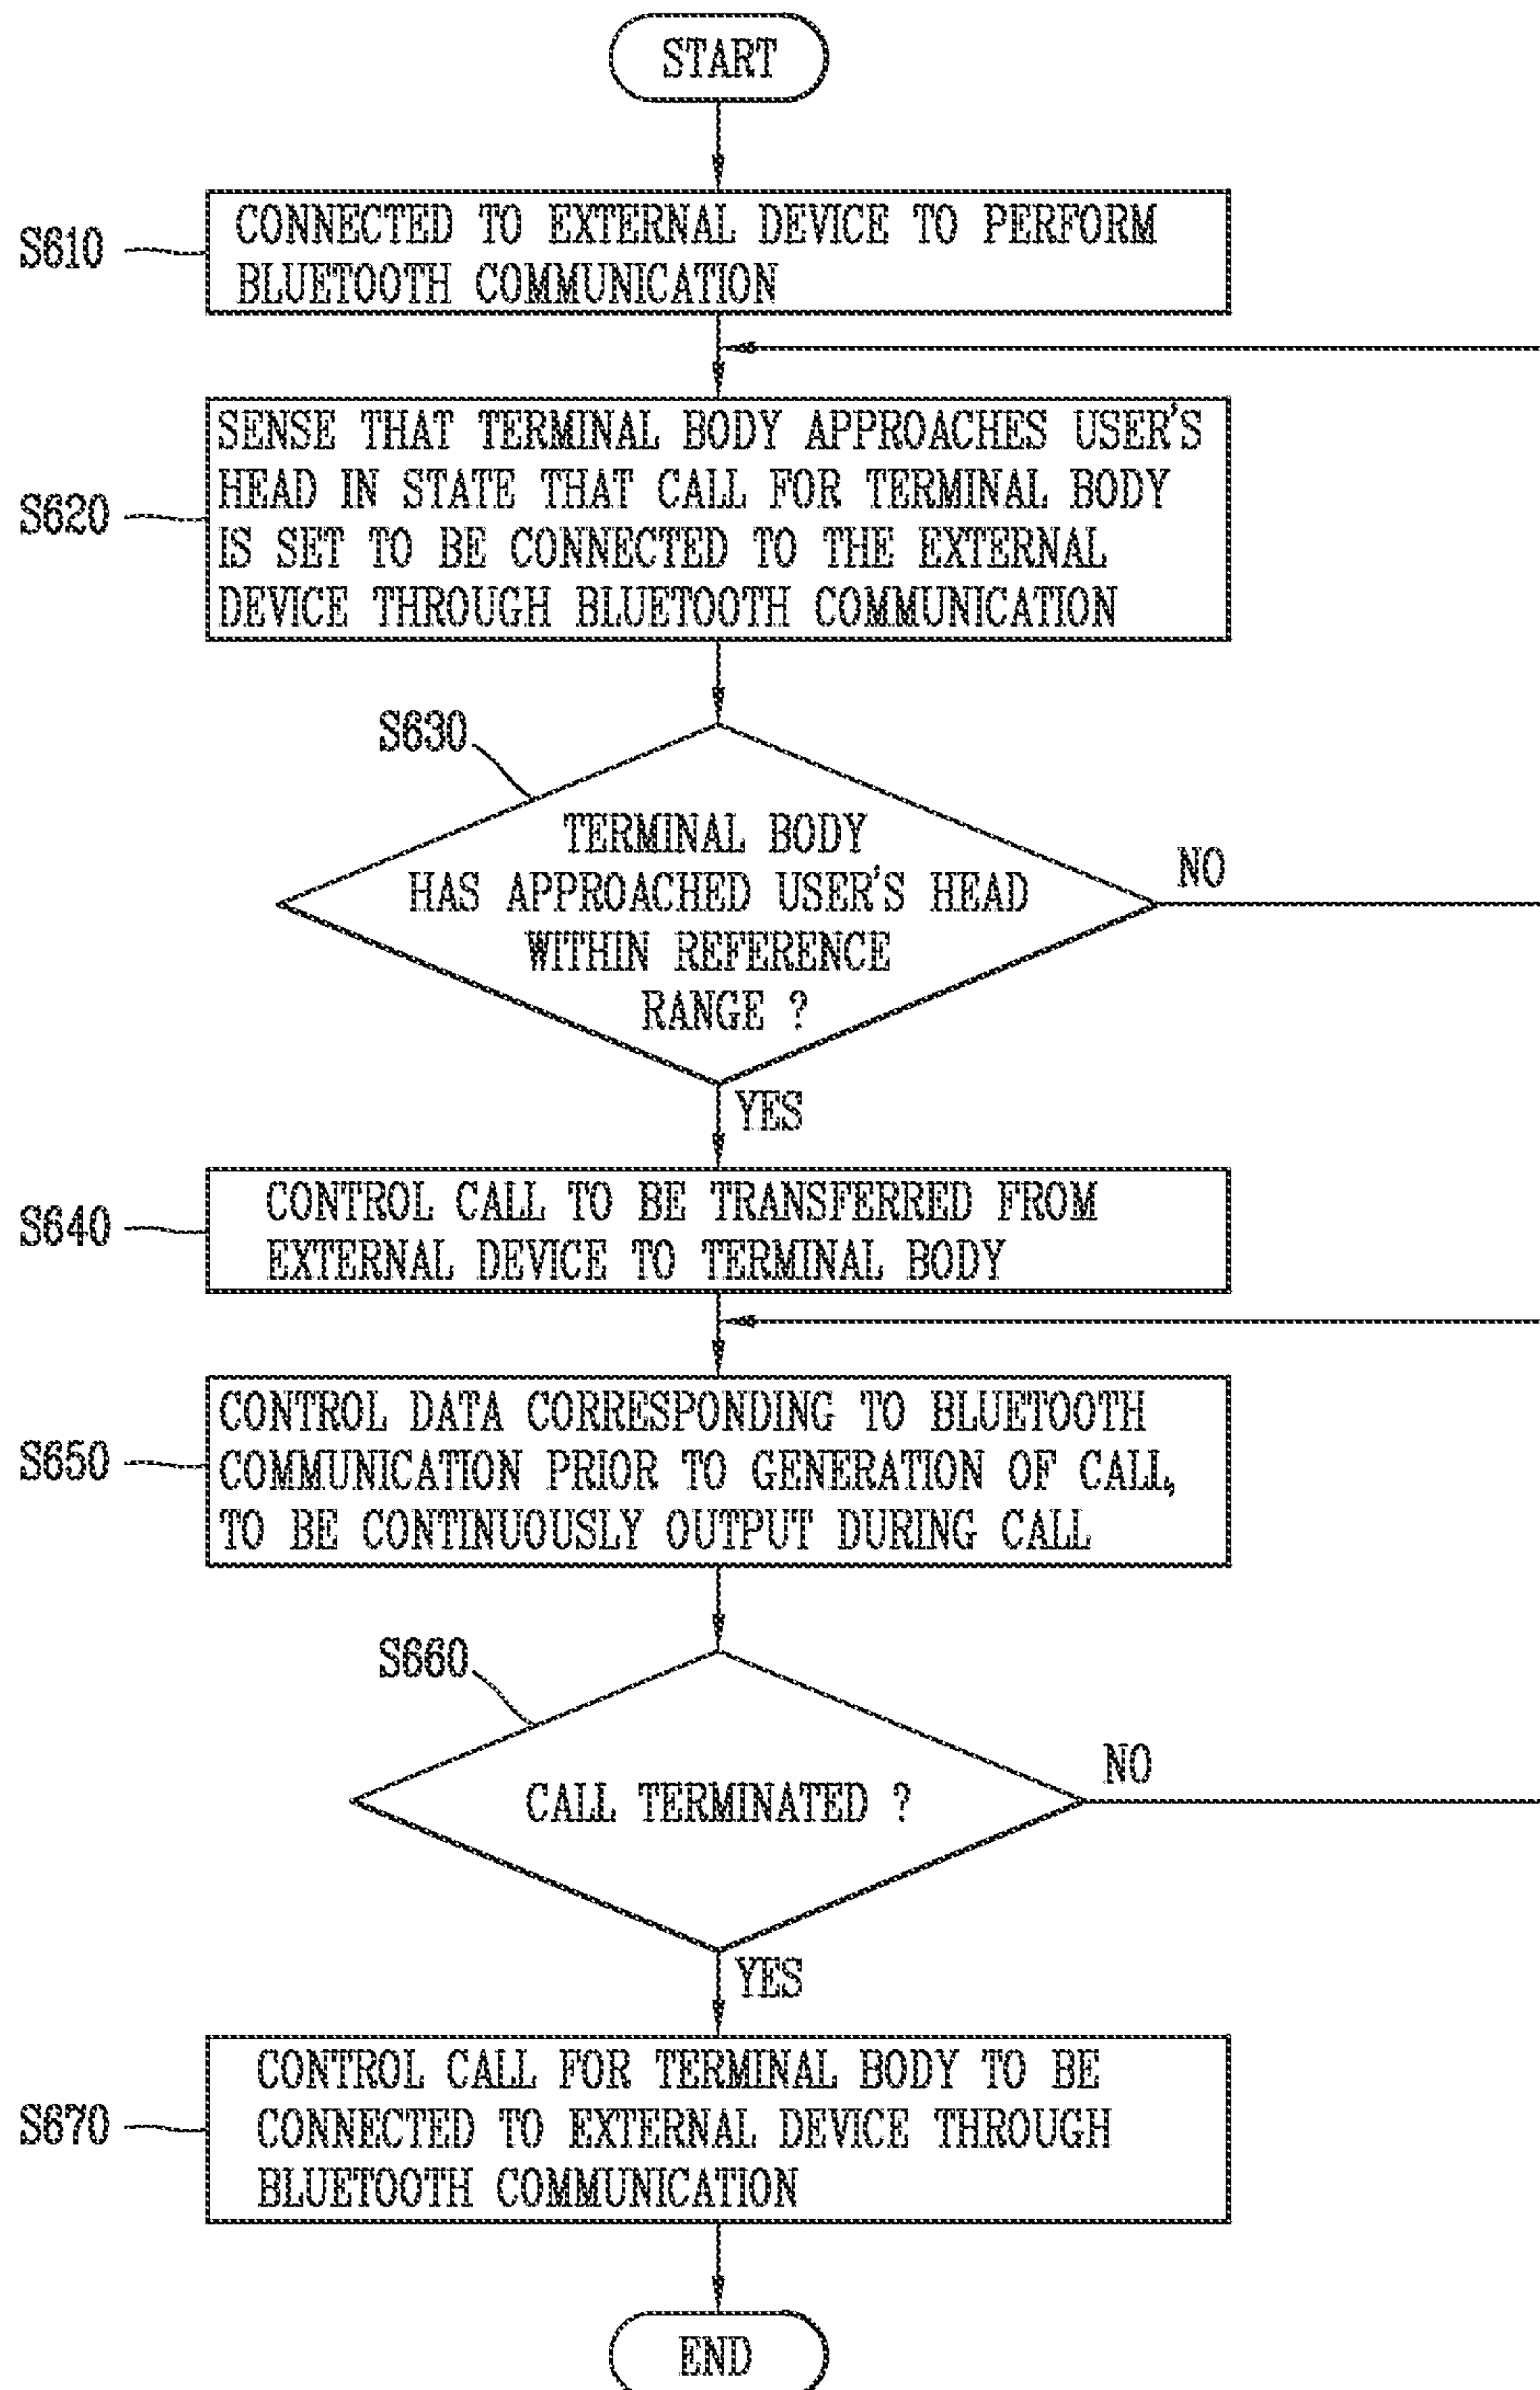 START
S610
CONNECTED TO EXTERNAL DEVICE TO PERFORM
BLUETOOTH COMMUNICATION
S620
SENSE THAT TERMINAL BODY APPROACHES USER'S
HEAD IN STATE THAT CALL FOR TERMINAL BODY
IS SET TO BE CONNECTED TO THE EXTERNAL
DEVICE THROUGH BLUETOOTH COMMUNICATION
S630
TERMINAL BODY
HAS APPROACHED USER'S HEAD
WITHIN REFERENCE
RANGE ?
NO
YES
S640
CONTROL CALL TO BE TRANSFERRED FROM
EXTERNAL DEVICE TO TERMINAL BODY
S650
CONTROL DATA CORRESPONDING TO BLUETOOTH
COMMUNICATION PRIOR TO GENERATION OF CALL,
TO BE CONTINUOUSLY OUTPUT DURING CALL
S660
CALL TERMINATED ?
NO
YES
S670
CONTROL CALL FOR TERMINAL BODY TO BE
CONNECTED TO EXTERNAL DEVICE THROUGH
BLUETOOTH COMMUNICATION
END